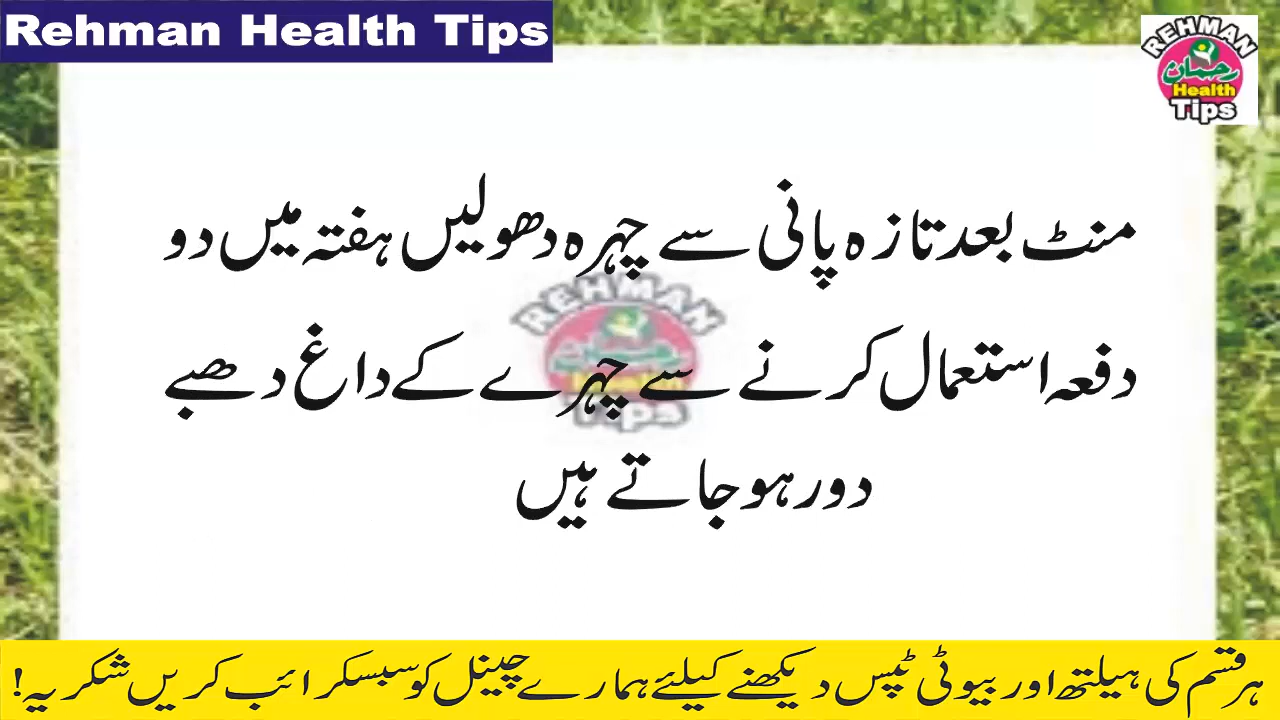 Rehman Health Tips
REHMAN
رحمان
Health
Tips
منٹ بعد تازہ پانی سے چہرہ دھولیں ہفتہ میں دو
دفعہ استعمال کرنے سے چہرے کے داغ دھبے
دور ہو جاتے ہیں
REHMAN
Tips
ہر قسم کی ہیلتھ اور بیوٹی ٹپس دیکھنے کیلئے ہمارے چینل کو سبسکرائب کریں شکریہ!